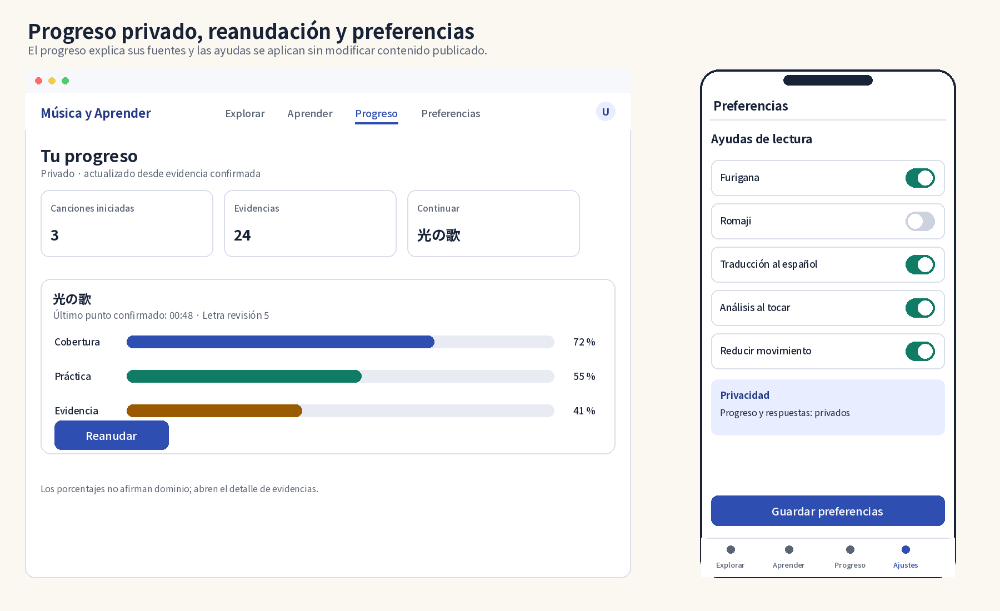 Progreso privado, reanudación y preferencias
El progreso explica sus fuentes y las ayudas se aplican sin modificar contenido publicado.
Música y Aprender
Explorar
Aprender
Progreso
Preferencias
U
Tu progreso
Privado · actualizado desde evidencia confirmada
Canciones iniciadas
3
Evidencias
24
Continuar
光の歌
光の歌
Último punto confirmado: 00:48 · Letra revisión 5
Cobertura
72 %
Práctica
55 %
Evidencia
41 %
Reanudar
Los porcentajes no afirman dominio; abren el detalle de evidencias.
Preferencias
Ayudas de lectura
Furigana
Romaji
Traducción al español
Análisis al tocar
Reducir movimiento
Privacidad
Progreso y respuestas: privados
Guardar preferencias
Explorar
Aprender
Progreso
Ajustes